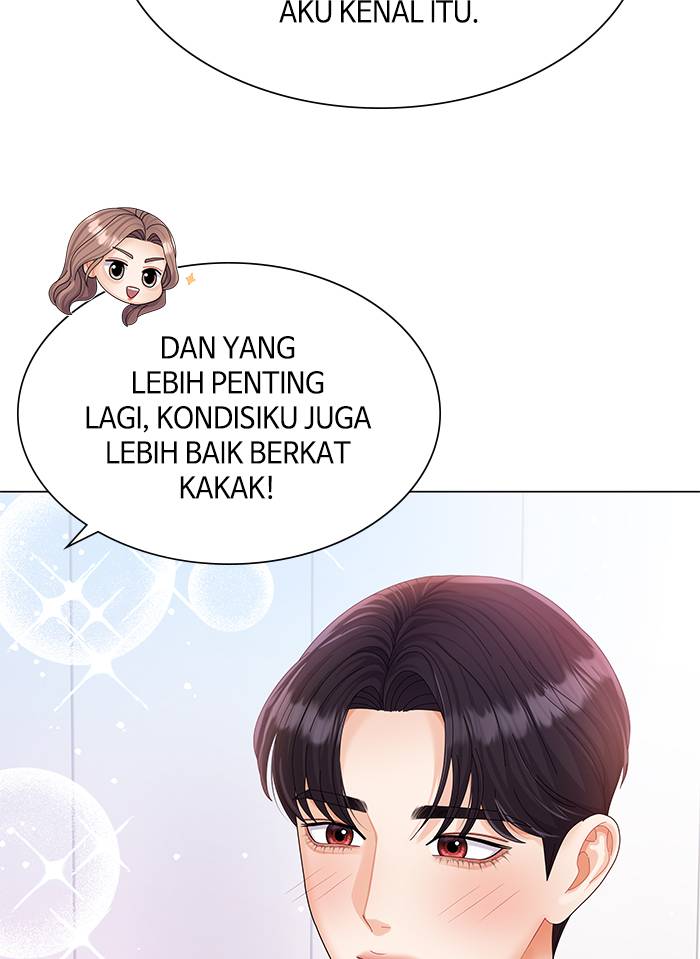 AKU KENAL ITU.
DAN YANG
LEBIH PENTING
LAGI, KONDISIKU JUGA
LEBIH BAIK BERKAT
KAKAK!